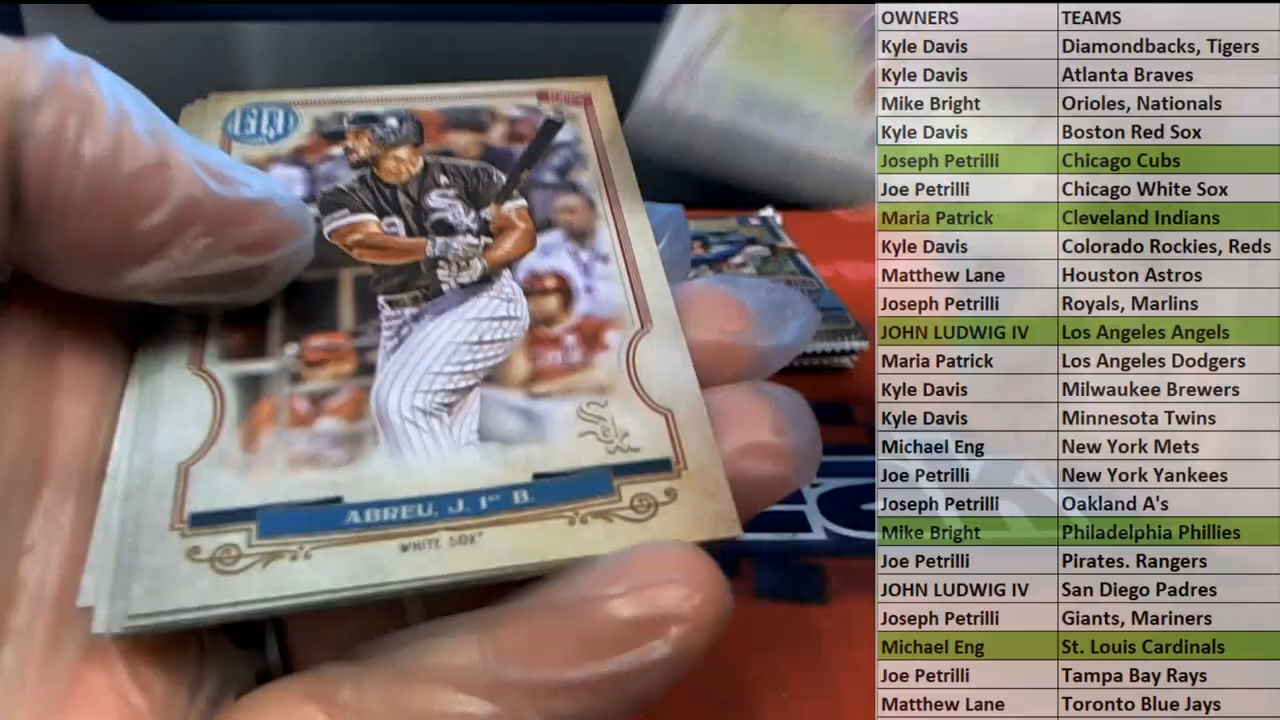 GQ
Sox
ABREU, J. 1ST B.
WHITE SOX
OWNERS TEAMS
Kyle Davis Diamondbacks, Tigers
Kyle Davis Atlanta Braves
Mike Bright Orioles, Nationals
Kyle Davis Boston Red Sox
Joseph Petrilli Chicago Cubs
Joe Petrilli Chicago White Sox
Maria Patrick Cleveland Indians
Kyle Davis Colorado Rockies, Reds
Matthew Lane Houston Astros
Joseph Petrilli Royals, Marlins
JOHN LUDWIG IV Los Angeles Angels
Maria Patrick Los Angeles Dodgers
Kyle Davis Milwaukee Brewers
Kyle Davis Minnesota Twins
Michael Eng New York Mets
Joe Petrilli New York Yankees
Joseph Petrilli Oakland A's
Mike Bright Philadelphia Phillies
Joe Petrilli Pirates. Rangers
JOHN LUDWIG IV San Diego Padres
Joseph Petrilli Giants, Mariners
Michael Eng St. Louis Cardinals
Joe Petrilli Tampa Bay Rays
Matthew Lane Toronto Blue Jays